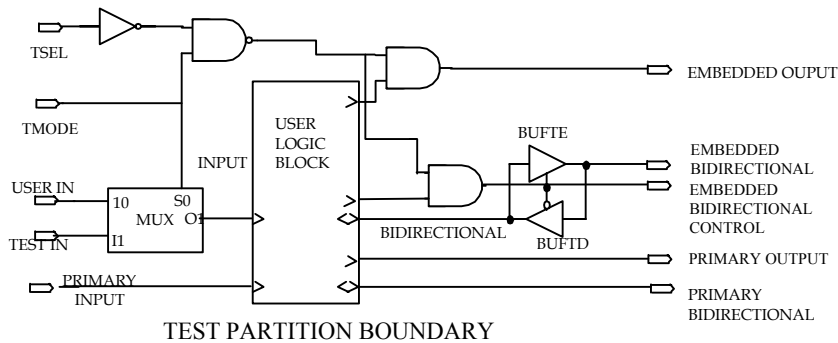 TSEL
TMODE
USER IN
TEST IN
PRIMARY
INPUT
INPUT
10
S0
MUX
O1
I1
USER
LOGIC
BLOCK
BUFTE
BIDIRECTIONAL
BUFTD
EMBEDDED OUPUT
EMBEDDED
BIDIRECTIONAL
EMBEDDED
BIDIRECTIONAL
CONTROL
PRIMARY OUTPUT
PRIMARY
BIDIRECTIONAL
TEST PARTITION BOUNDARY